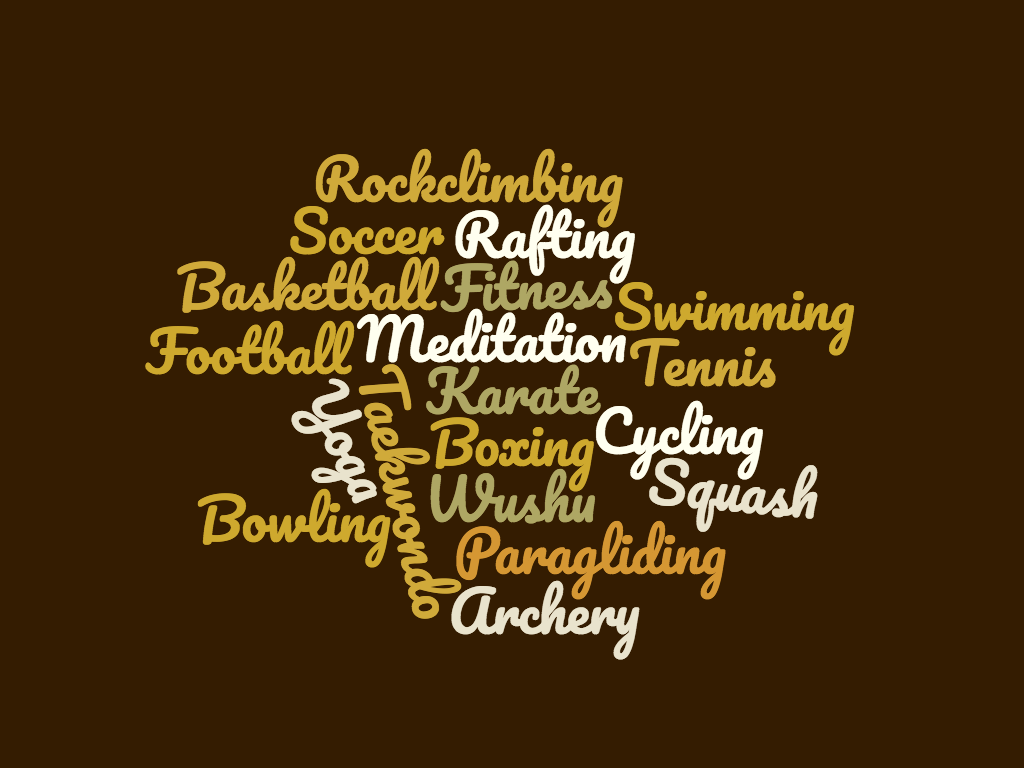 Rockclimbing
Soccer
Rafting
Basketball
Fitness
Swimming
Football
Meditation
Tennis
Yoga
Taekwondo
Karate
Cycling
Boxing
Squash
Wushu
Bowling
Paragliding
Archery